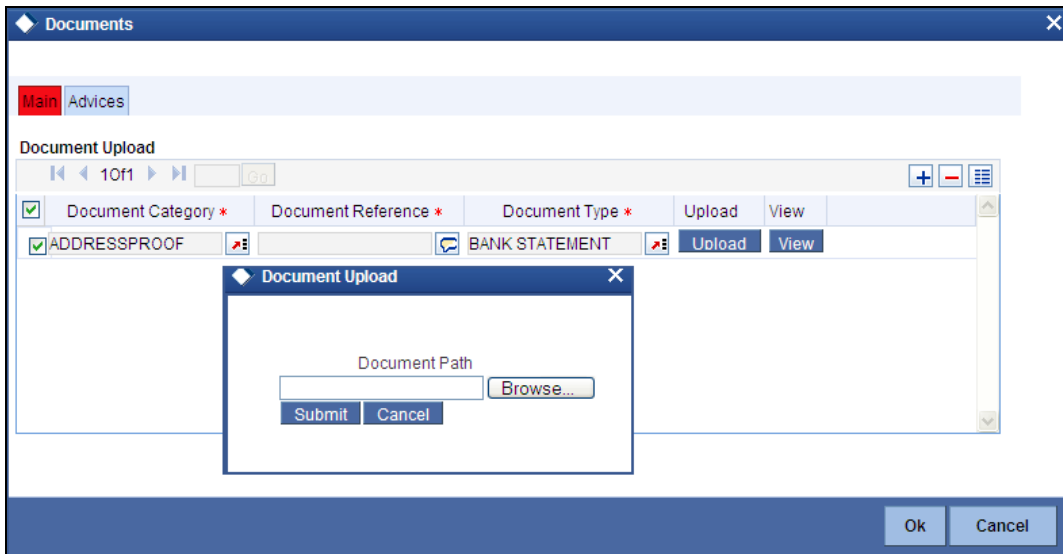 Documents
Main Advices
Document Upload
1Of1 Go
Document Category * Document Reference * Document Type * Upload View
ADDRESSPROOF BANK STATEMENT Upload View
Document Upload
Document Path
Browse...
Submit Cancel
Ok Cancel